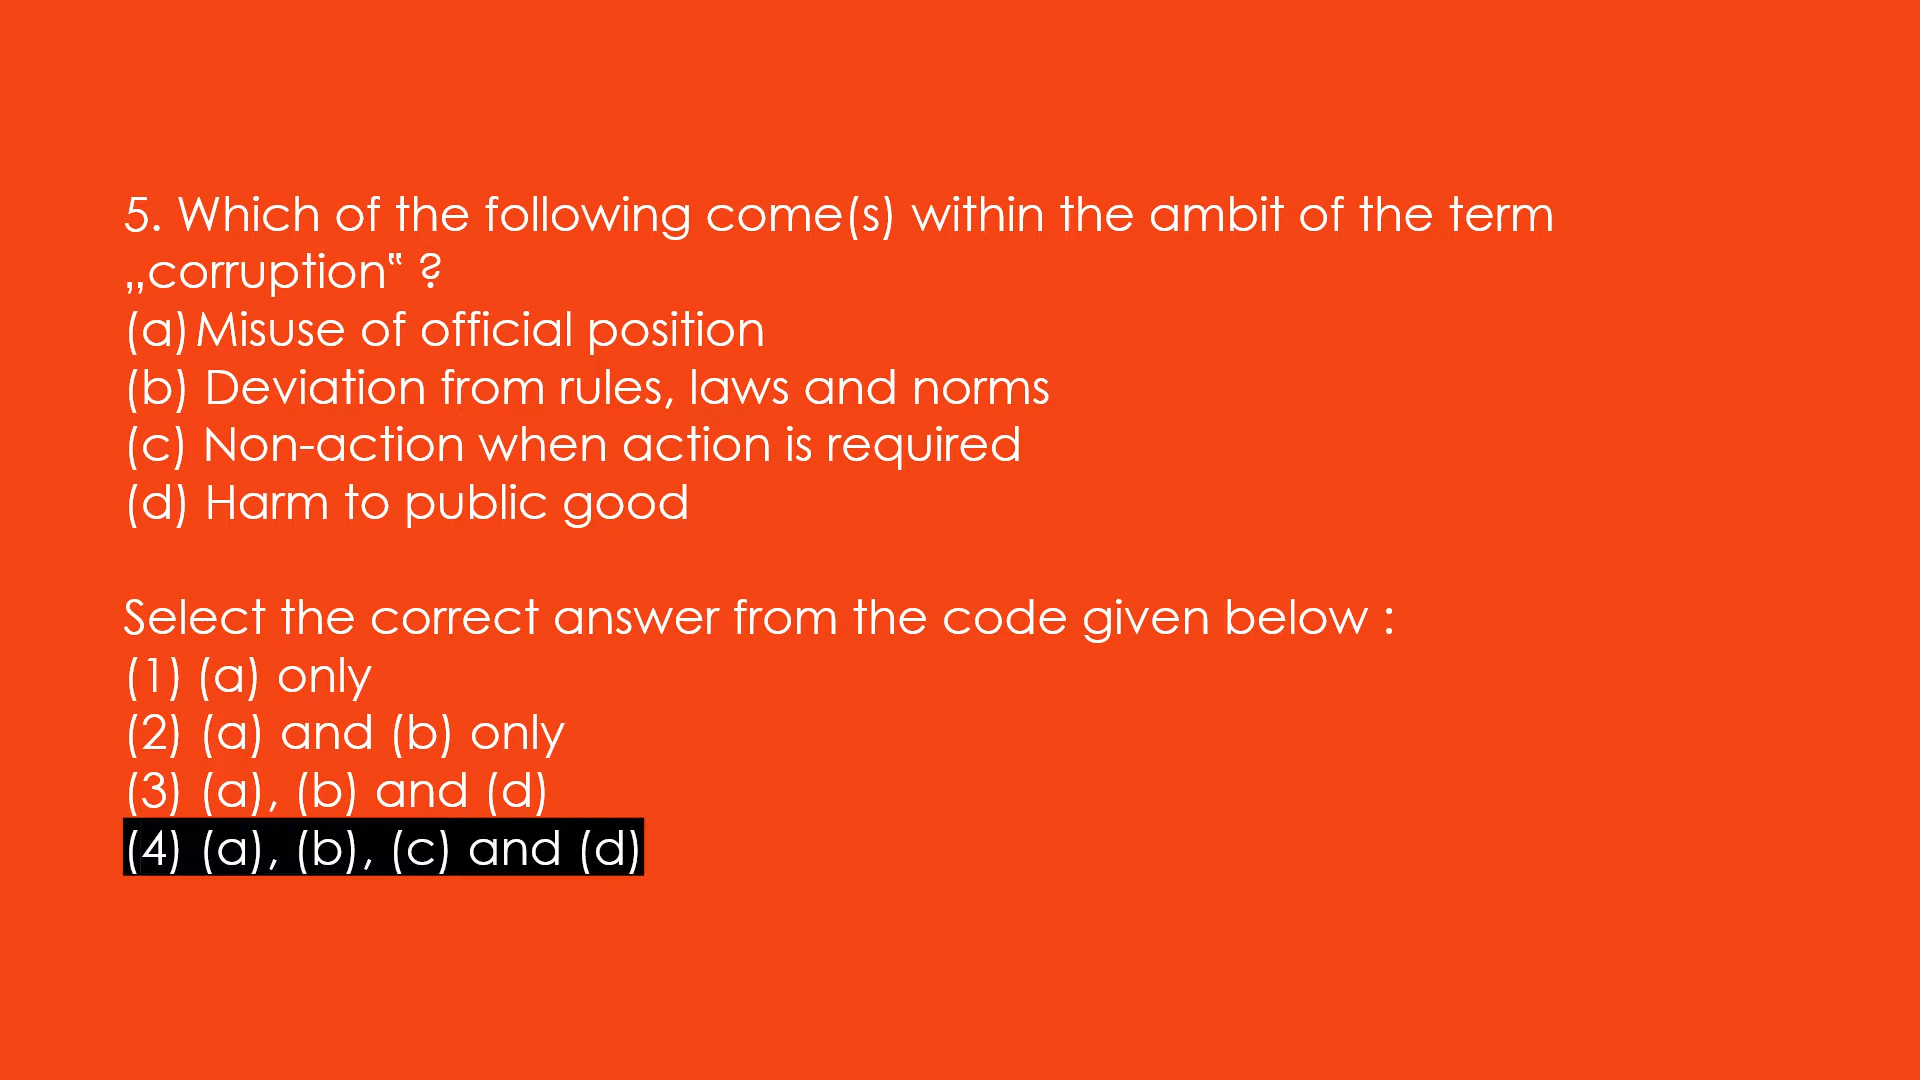 5. Which of the following come(s) within the ambit of the term
„corruption‟ ?
(a) Misuse of official position
(b) Deviation from rules, laws and norms
(c) Non-action when action is required
(d) Harm to public good
Select the correct answer from the code given below :
(1) (a) only
(2) (a) and (b) only
(3) (a), (b) and (d)
(4) (a), (b), (c) and (d)